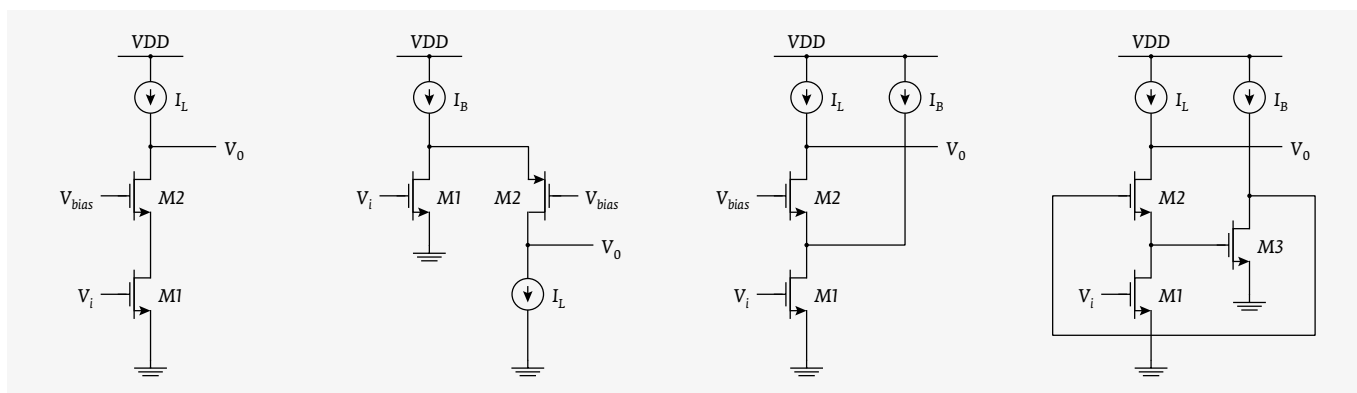 VDD
I_L
V_0
V_bias
M2
V_i
M1
VDD
I_B
V_i
M1
M2
V_bias
V_0
I_L
VDD
I_L
I_B
V_0
V_bias
M2
V_i
M1
VDD
I_L
I_B
V_0
M2
M3
V_i
M1